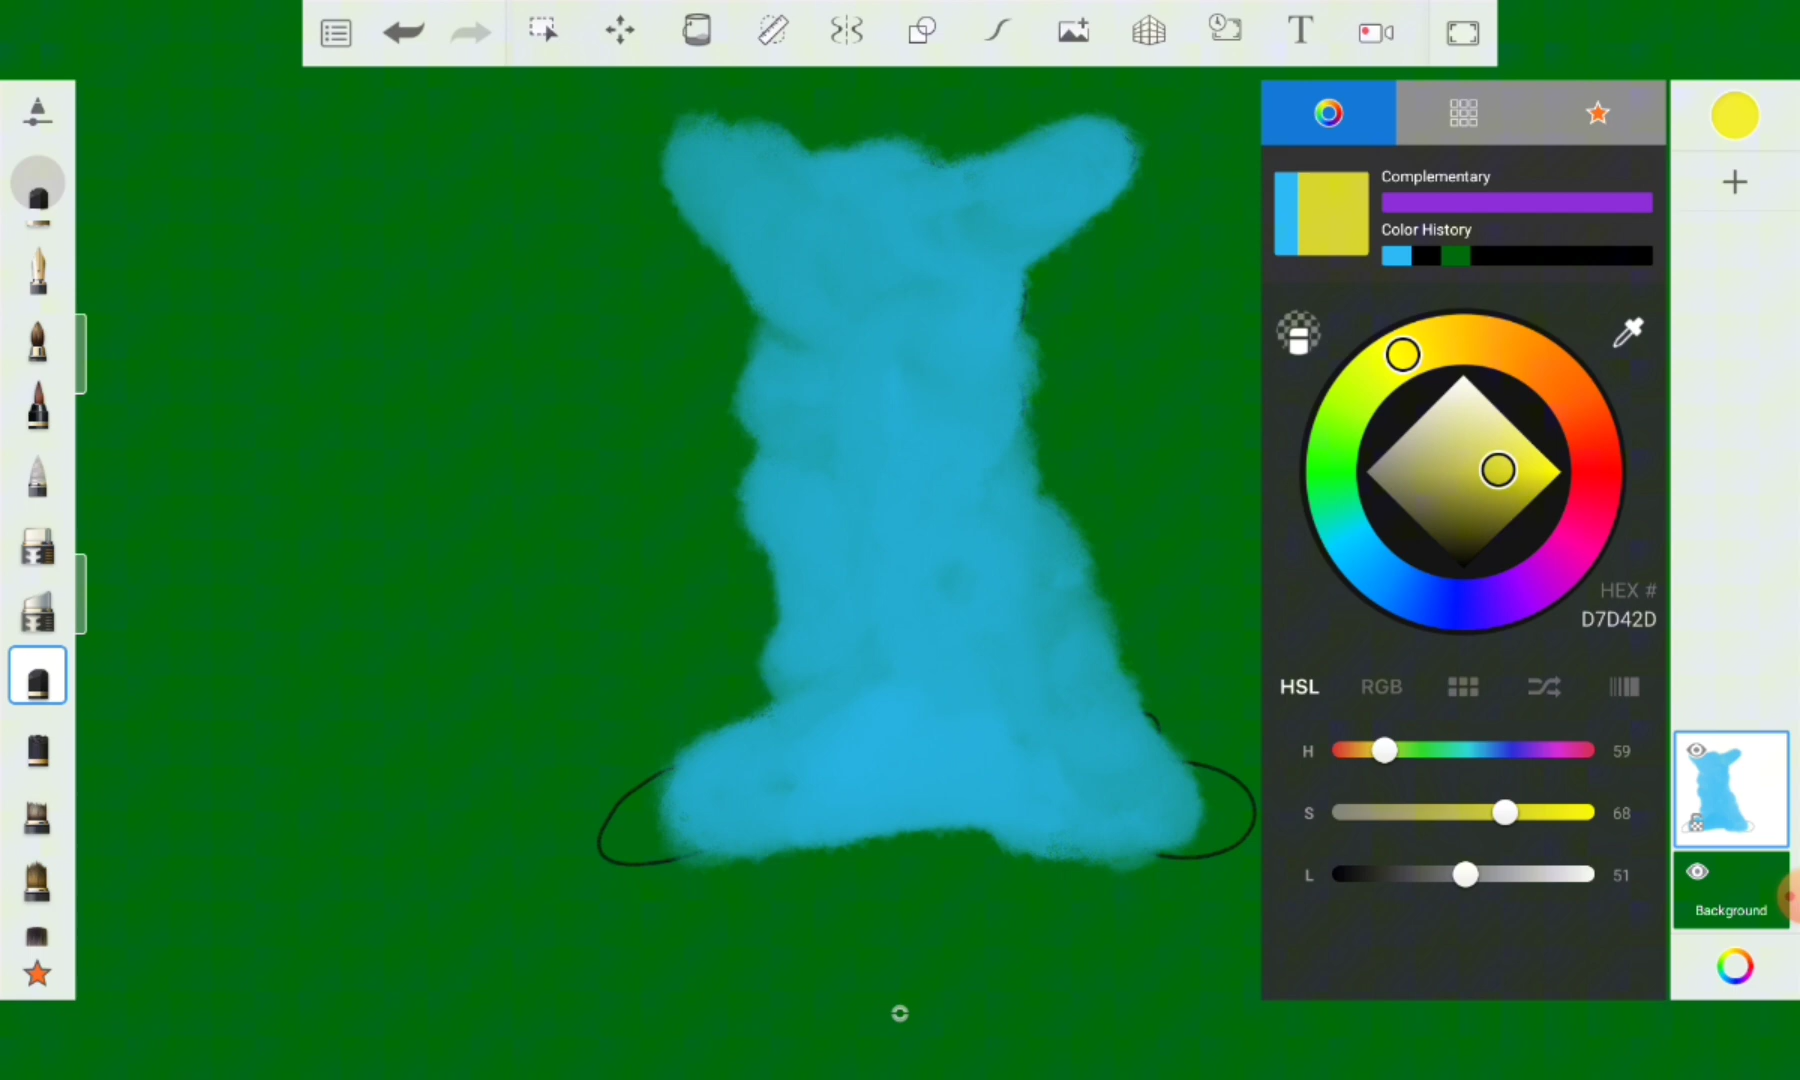 T
Complementary
Color History
HEX #
D7D42D
HSL RGB
H 59
S 68
L 51
Background